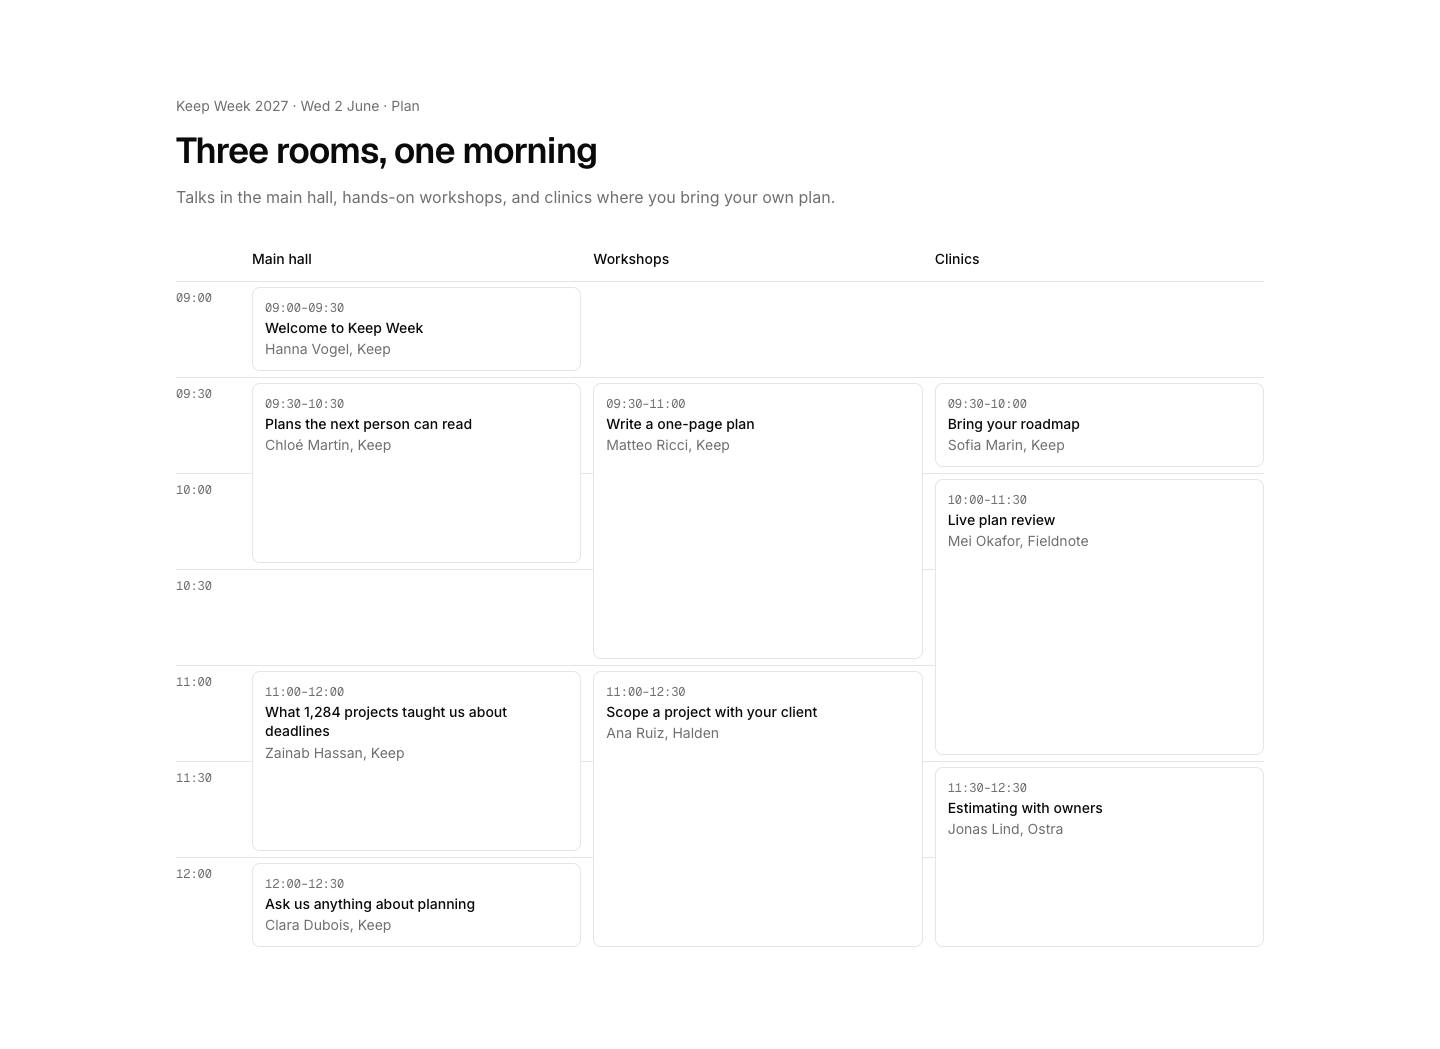 Keep Week 2027 · Wed 2 June · Plan
Three rooms, one morning
Talks in the main hall, hands-on workshops, and clinics where you bring your own plan.
Main hall
Workshops
Clinics
09:00
09:00–09:30
Welcome to Keep Week
Hanna Vogel, Keep
09:30
09:30–10:30
Plans the next person can read
Chloé Martin, Keep
09:30–11:00
Write a one-page plan
Matteo Ricci, Keep
09:30–10:00
Bring your roadmap
Sofia Marin, Keep
10:00
10:00–11:30
Live plan review
Mei Okafor, Fieldnote
10:30
11:00
11:00–12:00
What 1,284 projects taught us about
deadlines
Zainab Hassan, Keep
11:00–12:30
Scope a project with your client
Ana Ruiz, Halden
11:30
11:30–12:30
Estimating with owners
Jonas Lind, Ostra
12:00
12:00–12:30
Ask us anything about planning
Clara Dubois, Keep